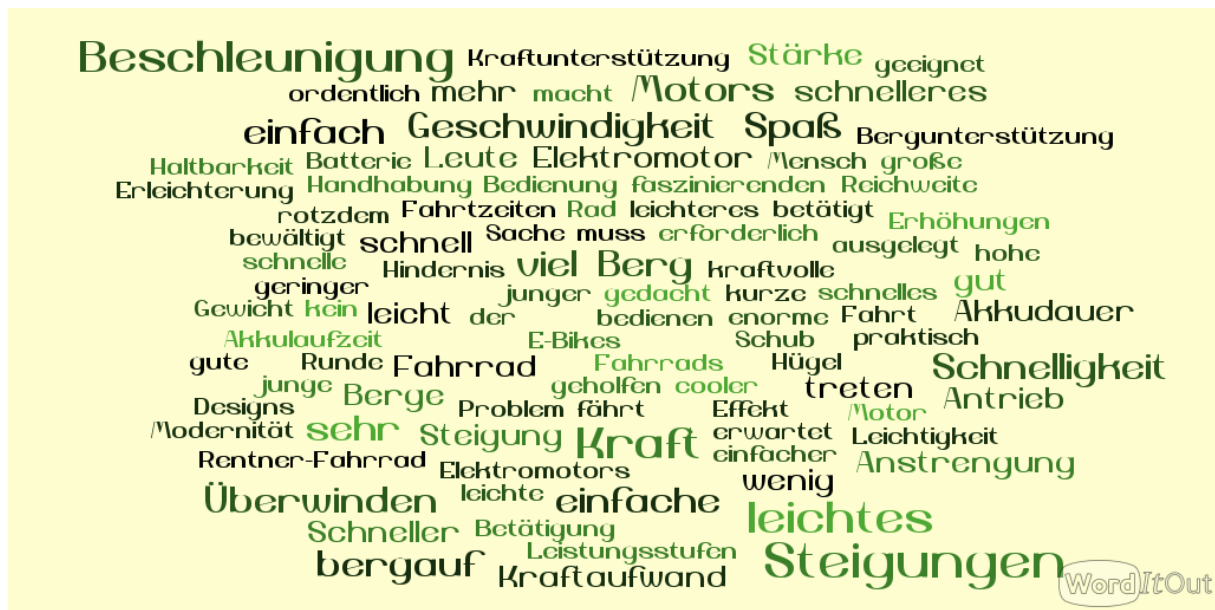 Beschleunigung Kraftunterstützung Stärke geeignet
ordentlich mehr macht Motors schnelleres
einfach Geschwindigkeit Spaß Bergunterstützung
Haltbarkeit Batterie Leute Elektromotor Mensch große
Erleichterung Handhabung Bedienung faszinierenden Reichweite
rotzdem Fahrtzeiten Rad leichteres betätigt Erhöhungen
bewältigt schnell Sache muss erforderlich ausgelegt hohe
schnelle Hindernis viel Berg kraftvolle gut
geringer junger gedacht kurze schnelles
Gewicht kein leicht der bedienen enorme Fahrt Akkudauer
Akkulaufzeit E-Bikes Schub praktisch
gute Runde Fahrrad Fahrrads Hügel Schnelligkeit
junge Berge geholfen cooler treten Antrieb
Designs Problem fährt Effekt Motor
Modernität sehr Steigung Kraft erwartet Leichtigkeit
Rentner-Fahrrad Elektromotors einfacher Anstrengung
Überwinden leichte einfache wenig
Schneller Betätigung leichtes
bergauf Leistungsstufen Steigungen
Kraftaufwand
WordItOut